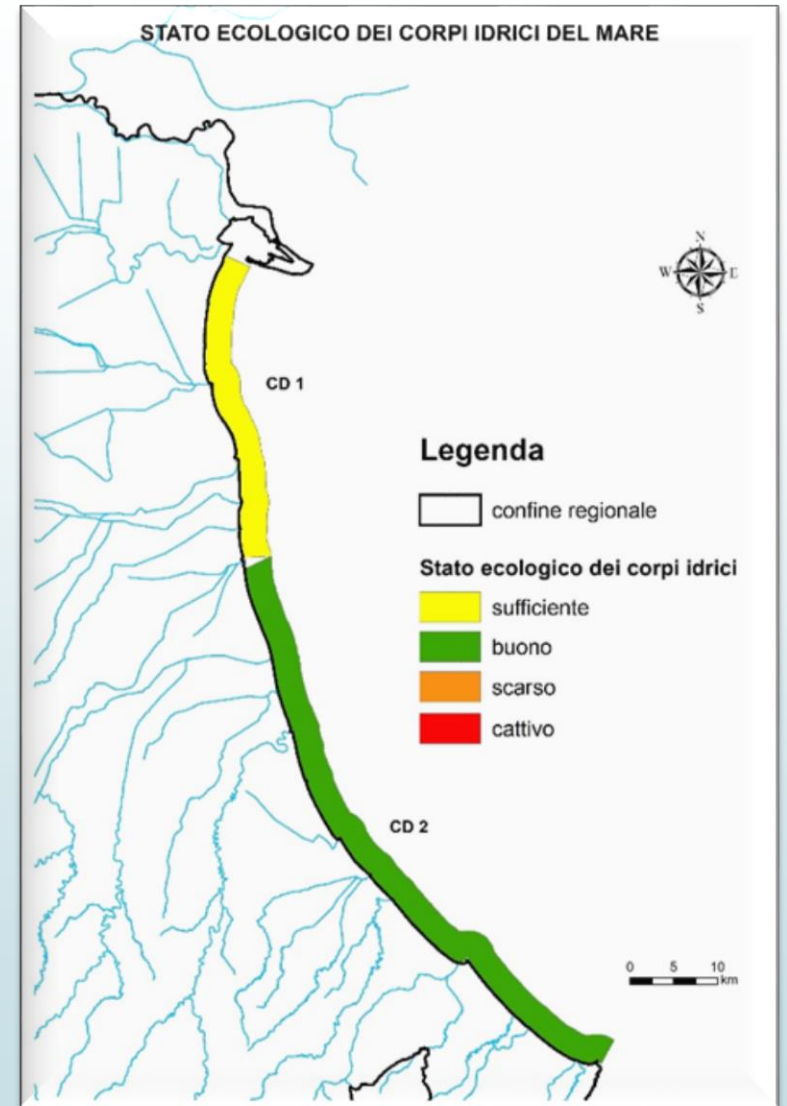 STATO ECOLOGICO DEI CORPI IDRICI DEL MARE
N
W E
S
CD 1
Legenda
confine regionale
Stato ecologico dei corpi idrici
sufficiente
buono
scarso
cattivo
CD 2
0 5 10
km